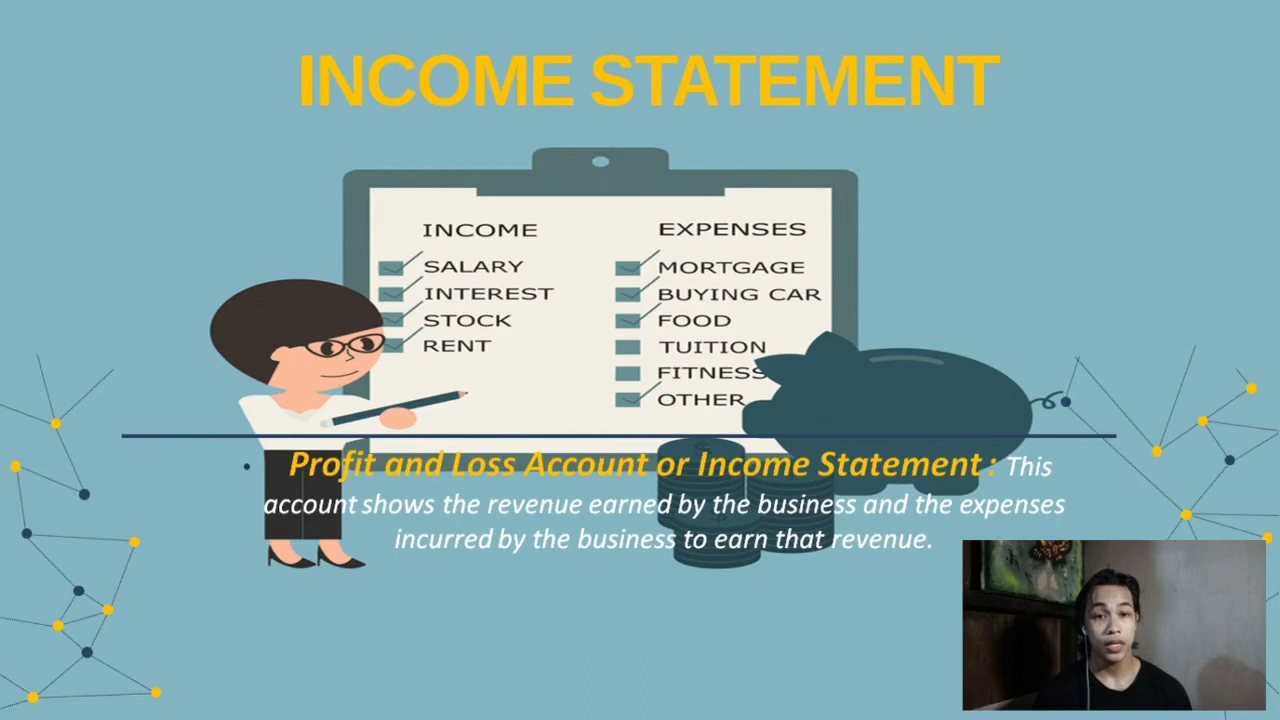 INCOME STATEMENT
INCOME
SALARY
INTEREST
STOCK
RENT
EXPENSES
MORTGAGE
BUYING CAR
FOOD
TUITION
FITNESS
OTHER
• Profit and Loss Account or Income Statement : This
account shows the revenue earned by the business and the expenses
incurred by the business to earn that revenue.